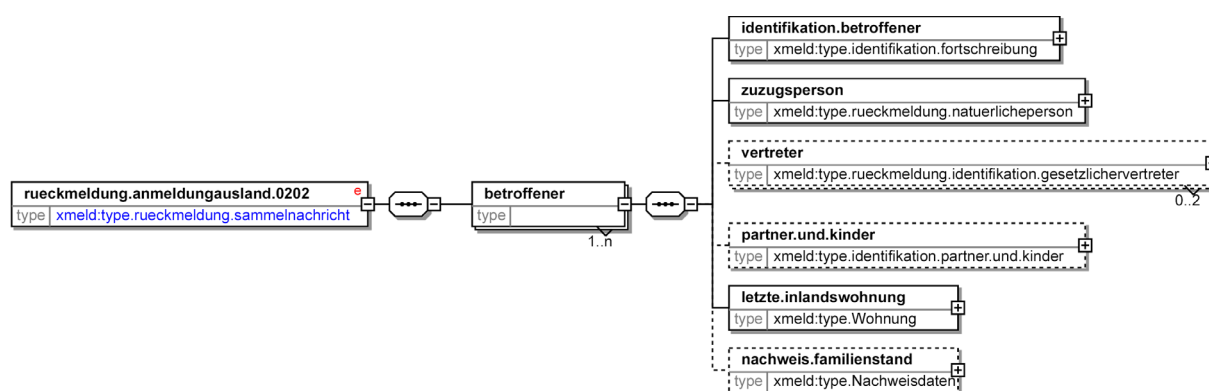 identifikation.betroffener
type xmeld:type.identifikation.fortschreibung
zuzugsperson
type xmeld:type.rueckmeldung.natuerlicheperson
vertreter
type xmeld:type.rueckmeldung.identifikation.gesetzlichervertreter
0..2
rueckmeldung.anmeldungausland.0202 e
type xmeld:type.rueckmeldung.sammelnachricht
betroffener
type
1..n
partner.und.kinder
type xmeld:type.identifikation.partner.und.kinder
letzte.inlandswohnung
type xmeld:type.Wohnung
nachweis.familienstand
type xmeld:type.Nachweisdaten